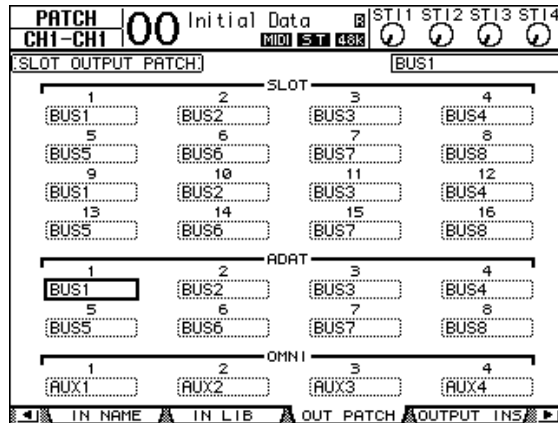 PATCH 00 Initial Data R ST11 ST12 ST13 ST14
CH1-CH1 MIDI ST 48k
SLOT OUTPUT PATCH BUS1
SLOT
1 2 3 4
BUS1 BUS2 BUS3 BUS4
5 6 7 8
BUS5 BUS6 BUS7 BUS8
9 10 11 12
BUS1 BUS2 BUS3 BUS4
13 14 15 16
BUS5 BUS6 BUS7 BUS8
ADAT
1 2 3 4
BUS1 BUS2 BUS3 BUS4
5 6 7 8
BUS5 BUS6 BUS7 BUS8
OMNI
1 2 3 4
AUX1 AUX2 AUX3 AUX4
IN NAME IN LIB OUT PATCH OUTPUT INS